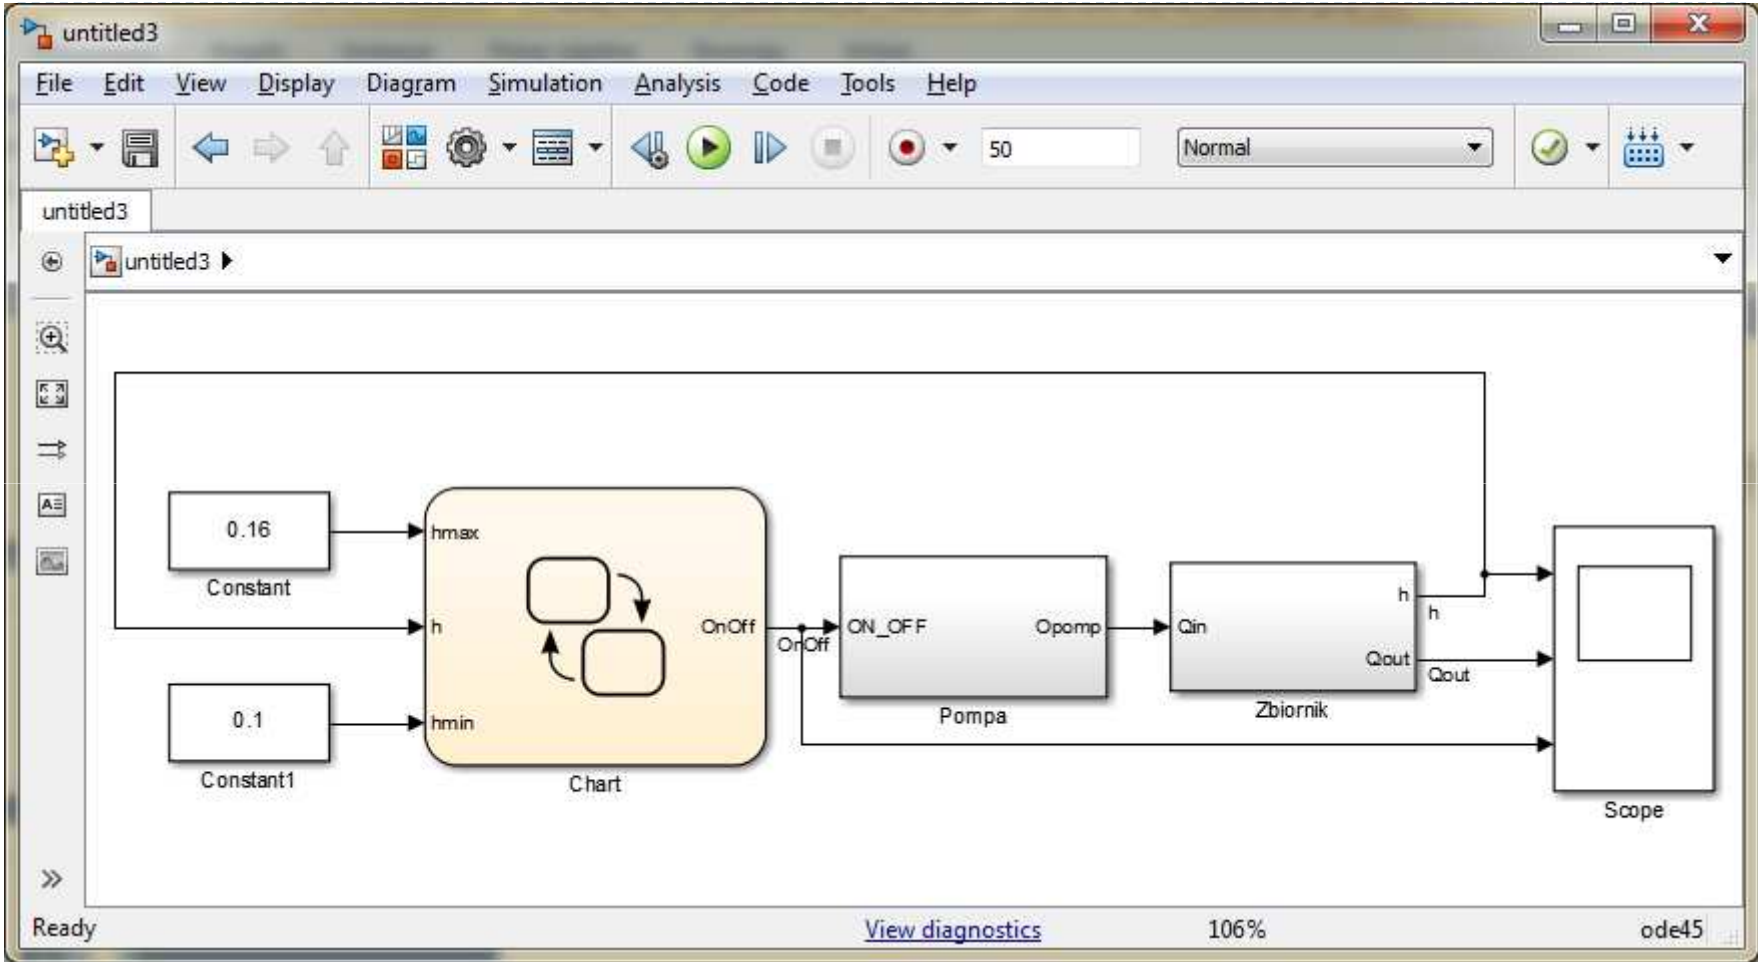 untitled3
File Edit View Display Diagram Simulation Analysis Code Tools Help
50 Normal
untitled3
untitled3
0.16
Constant
hmax
h
OnOff
OnOff
hmin
Chart
0.1
Constant1
ON_OFF
Qpomp
Pompa
Qin
h
h
Qout
Qout
Zbiornik
Scope
Ready View diagnostics 106% ode45